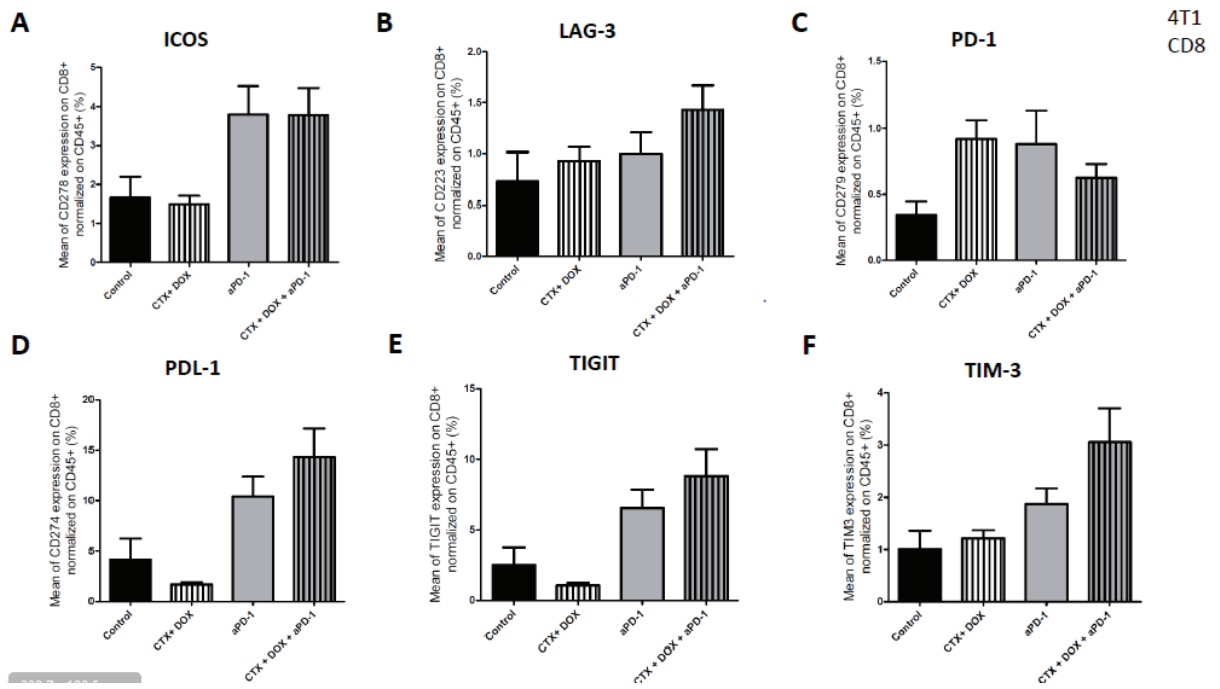 A
ICOS
Mean of CD278 expression on CD8+
normalized on CD45+ (%)
5
4
3
2
1
0
Control
CTX+ DOX
aPD-1
CTX + DOX + aPD-1
B
LAG-3
Mean of CD223 expression on CD8+
normalized on CD45+ (%)
2.0
1.5
1.0
0.5
0.0
Control
CTX+ DOX
aPD-1
CTX + DOX + aPD-1
C
PD-1
4T1
CD8
Mean of CD279 expression on CD8+
normalized on CD45+ (%)
1.5
1.0
0.5
0.0
Control
CTX+ DOX
aPD-1
CTX + DOX + aPD-1
D
PDL-1
Mean of CD274 expression on CD8+
normalized on CD45+ (%)
20
15
10
5
0
Control
CTX+ DOX
aPD-1
CTX + DOX + aPD-1
E
TIGIT
Mean of TIGIT expression on CD8+
normalized on CD45+ (%)
15
10
5
0
Control
CTX+ DOX
aPD-1
CTX + DOX + aPD-1
F
TIM-3
Mean of TIM3 expression on CD8+
normalized on CD45+ (%)
4
3
2
1
0
Control
CTX+ DOX
aPD-1
CTX + DOX + aPD-1